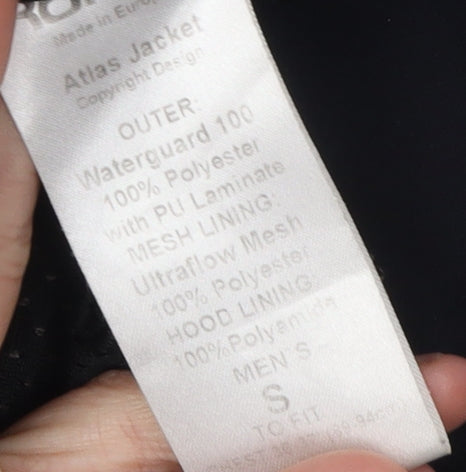 Made in Europe
Atlas Jacket
Copyright Design
OUTER:
Waterguard 100
100% Polyester
with PU Laminate
MESH LINING:
Ultraflow Mesh
100% Polyester
HOOD LINING:
100%Polyamide
MEN'S
S
TO FIT